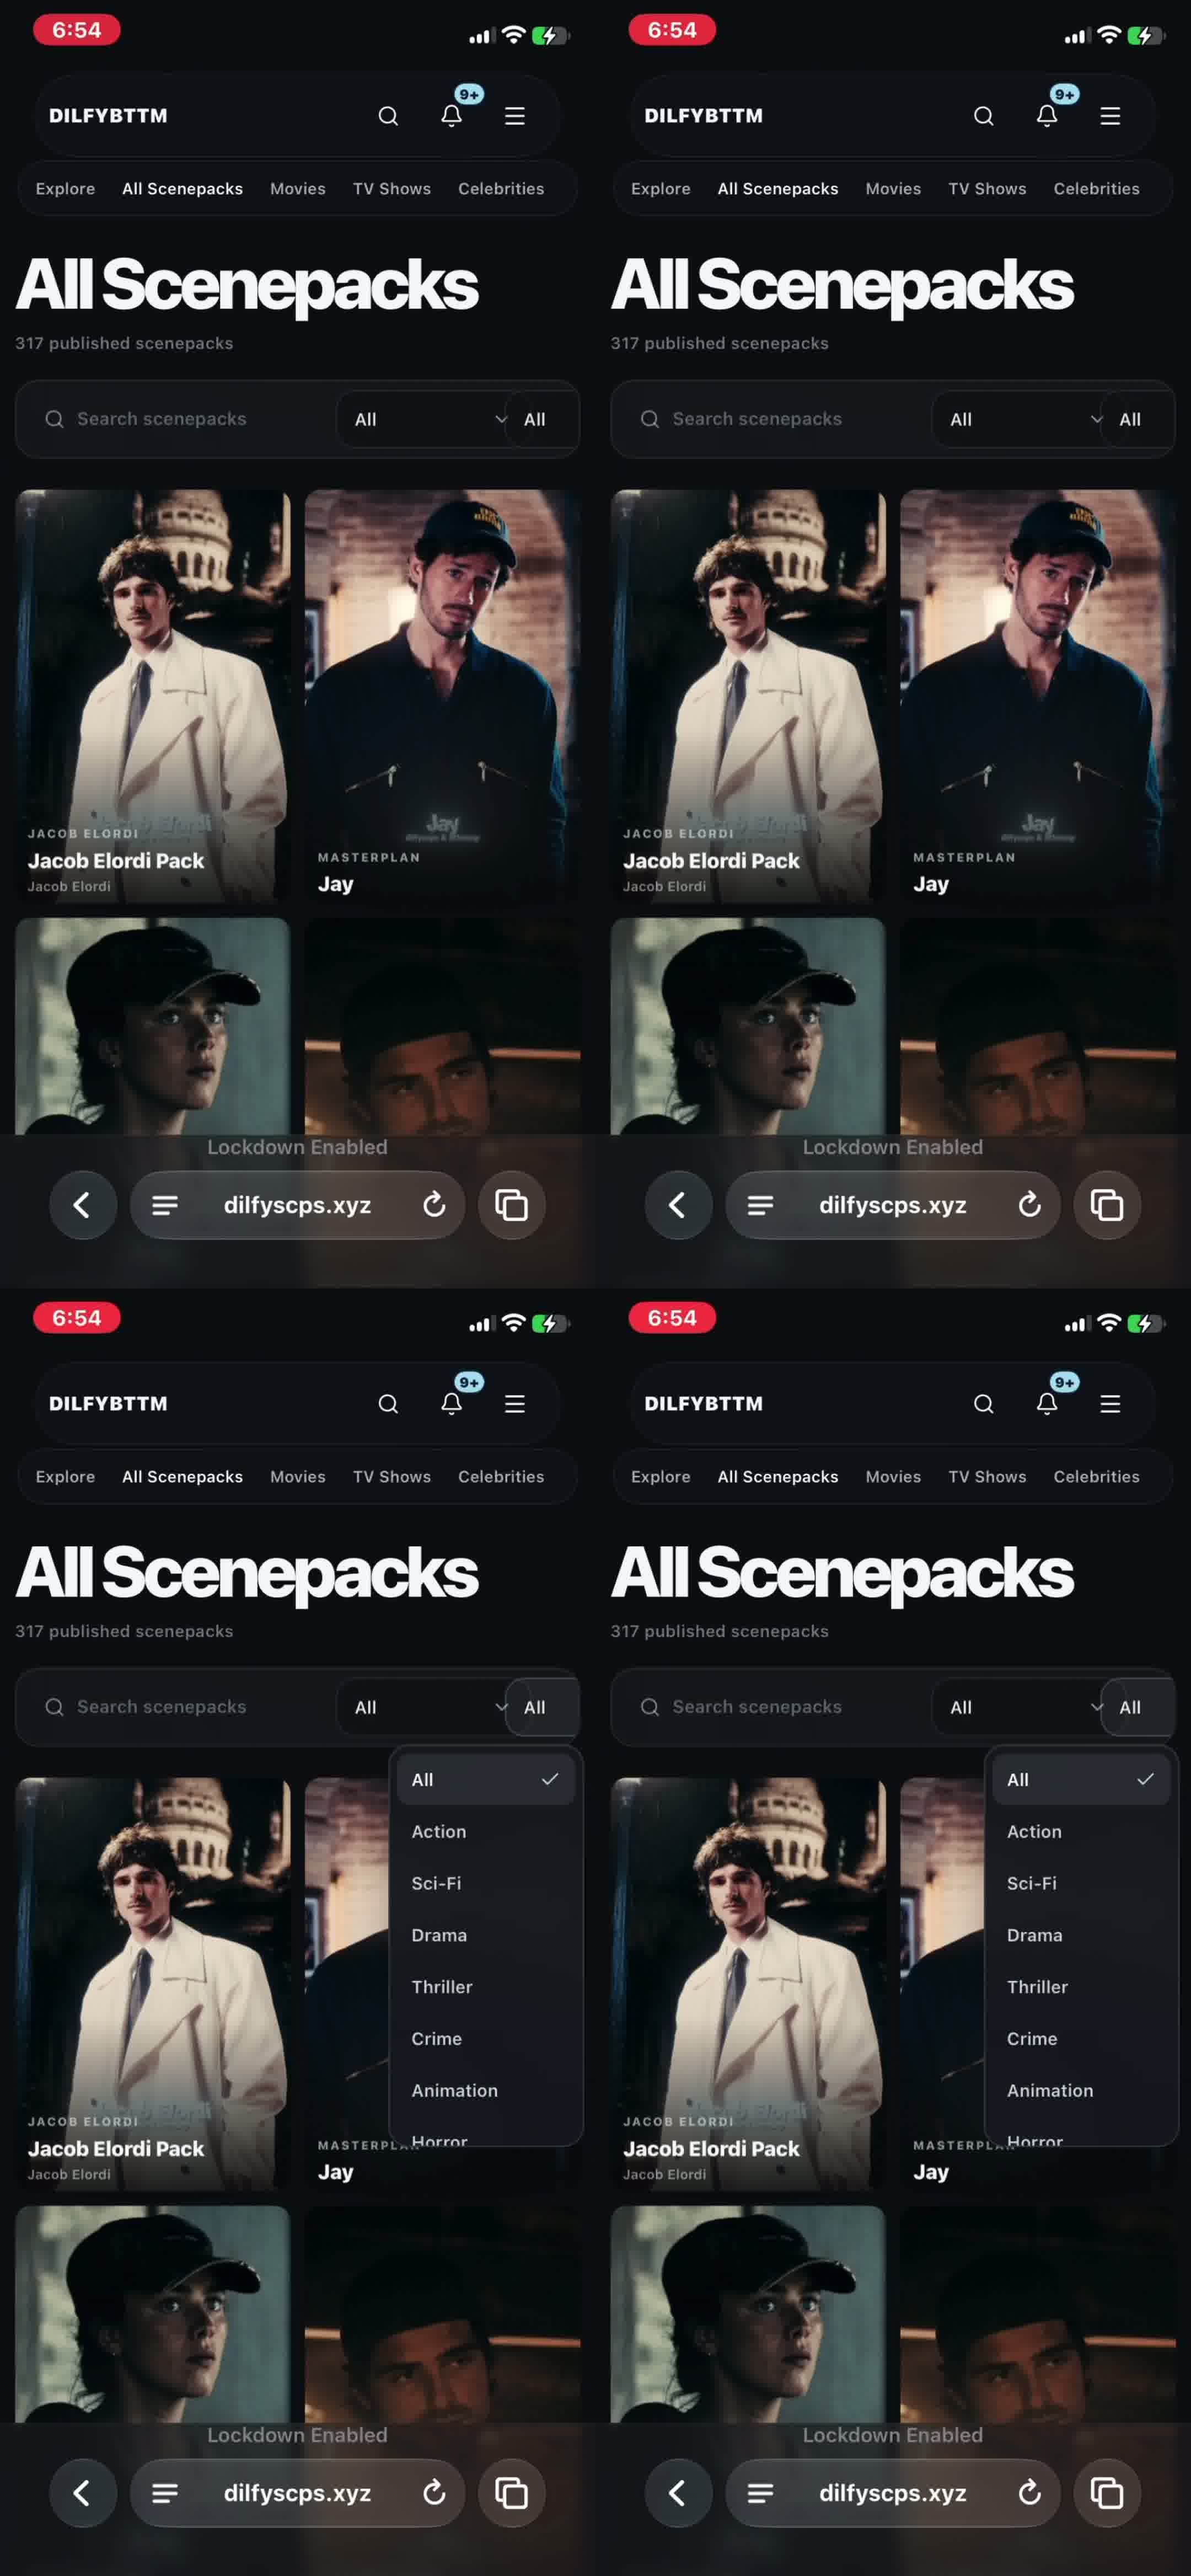 6:54
9+
DILFYBTTM
Explore All Scenepacks Movies TV Shows Celebrities
All Scenepacks
317 published scenepacks
Search scenepacks All All
JACOB ELORDI
Jacob Elordi Pack
Jacob Elordi
Jay
MASTERPLAN
Jay
Lockdown Enabled
dilfyscps.xyz
6:54
9+
DILFYBTTM
Explore All Scenepacks Movies TV Shows Celebrities
All Scenepacks
317 published scenepacks
Search scenepacks All All
JACOB ELORDI
Jacob Elordi Pack
Jacob Elordi
Jay
MASTERPLAN
Jay
Lockdown Enabled
dilfyscps.xyz
6:54
9+
DILFYBTTM
Explore All Scenepacks Movies TV Shows Celebrities
All Scenepacks
317 published scenepacks
Search scenepacks All All
All
Action
Sci-Fi
Drama
Thriller
Crime
Animation
Horror
JACOB ELORDI
Jacob Elordi Pack
Jacob Elordi
Jay
Lockdown Enabled
dilfyscps.xyz
6:54
9+
DILFYBTTM
Explore All Scenepacks Movies TV Shows Celebrities
All Scenepacks
317 published scenepacks
Search scenepacks All All
All
Action
Sci-Fi
Drama
Thriller
Crime
Animation
Horror
JACOB ELORDI
Jacob Elordi Pack
Jacob Elordi
Jay
Lockdown Enabled
dilfyscps.xyz